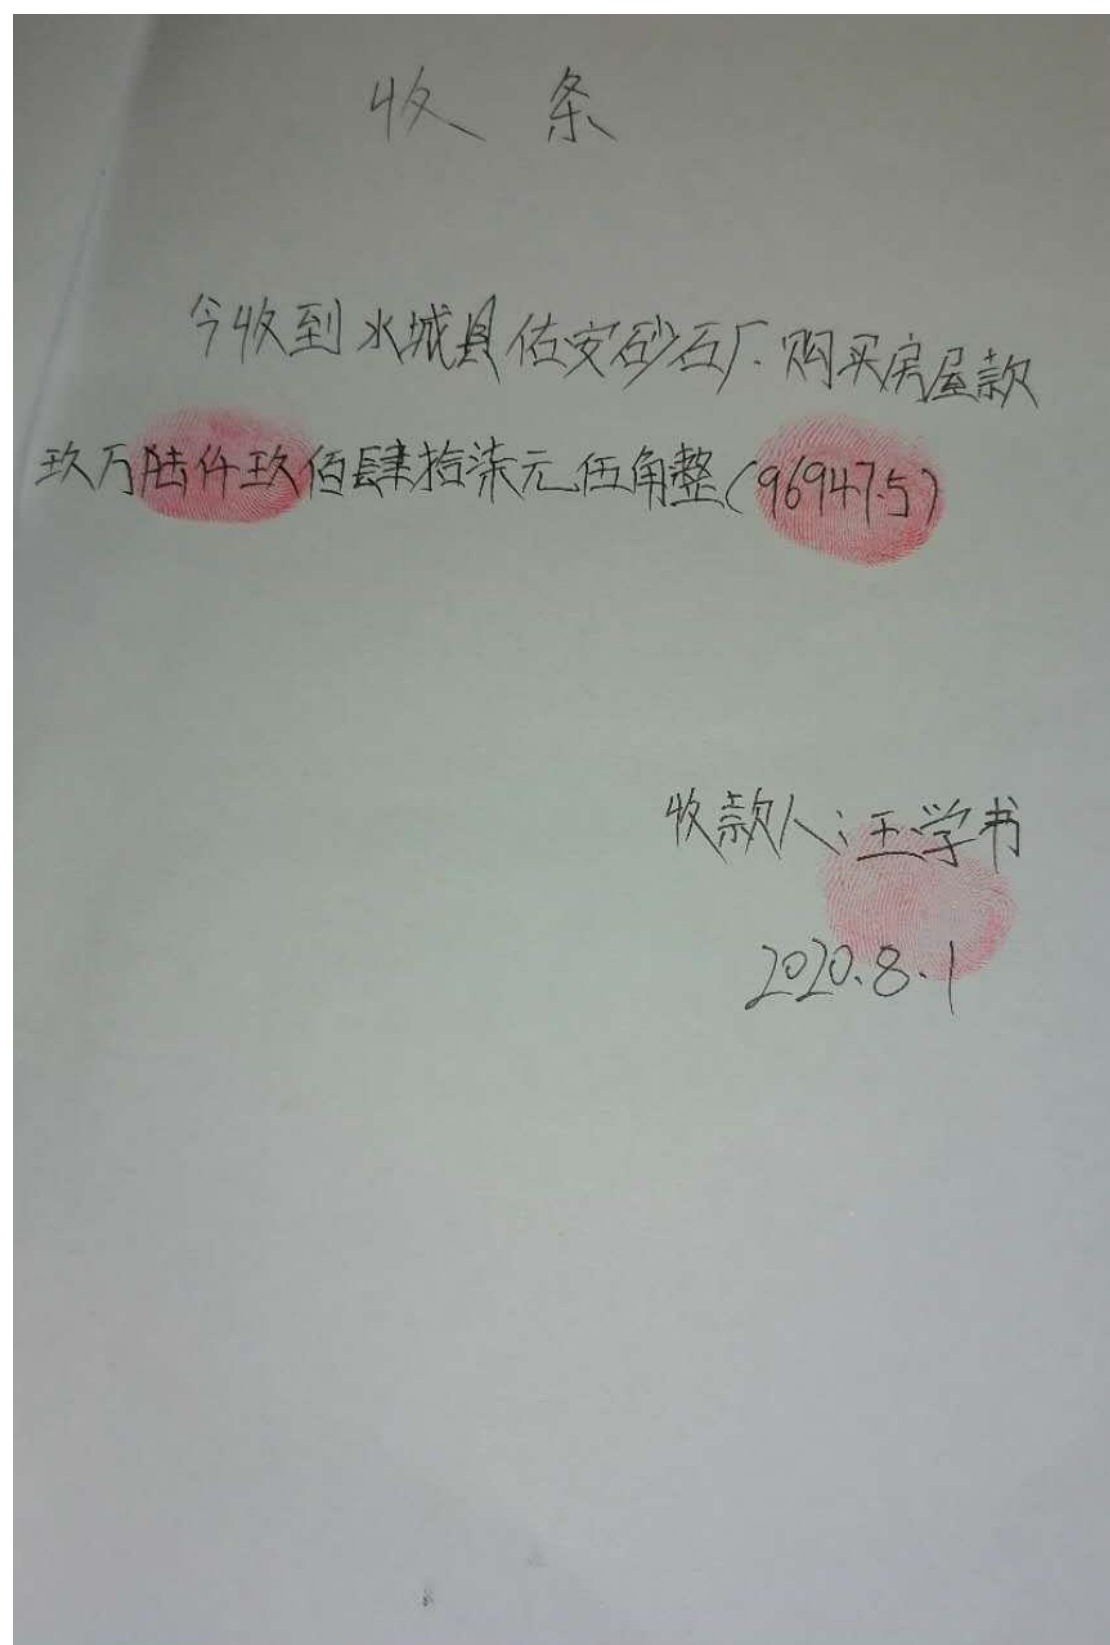 收 条
今收到水城县佑安砂石厂.购买房屋款
玖万陆仟玖佰肆拾柒元伍角整(96947.5)
收款人:王学书
2020.8.1